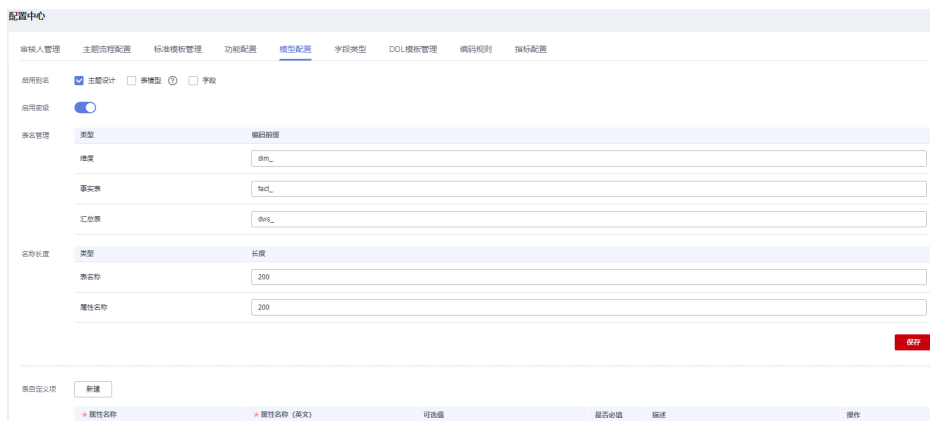 配置中心
审核人管理 主题流程配置 标准模板管理 功能配置 模型配置 字段类型 DDL模板管理 编码规则 指标配置
启用别名 主题设计 表模型 ? 字段
启用密级
表名管理 类型 编码前缀
维度 dim_
事实表 fact_
汇总表 dws_
名称长度 类型 长度
表名称 200
属性名称 200
保存
表自定义项 新建
*属性名称 *属性名称（英文） 可选值 是否必填 描述 操作